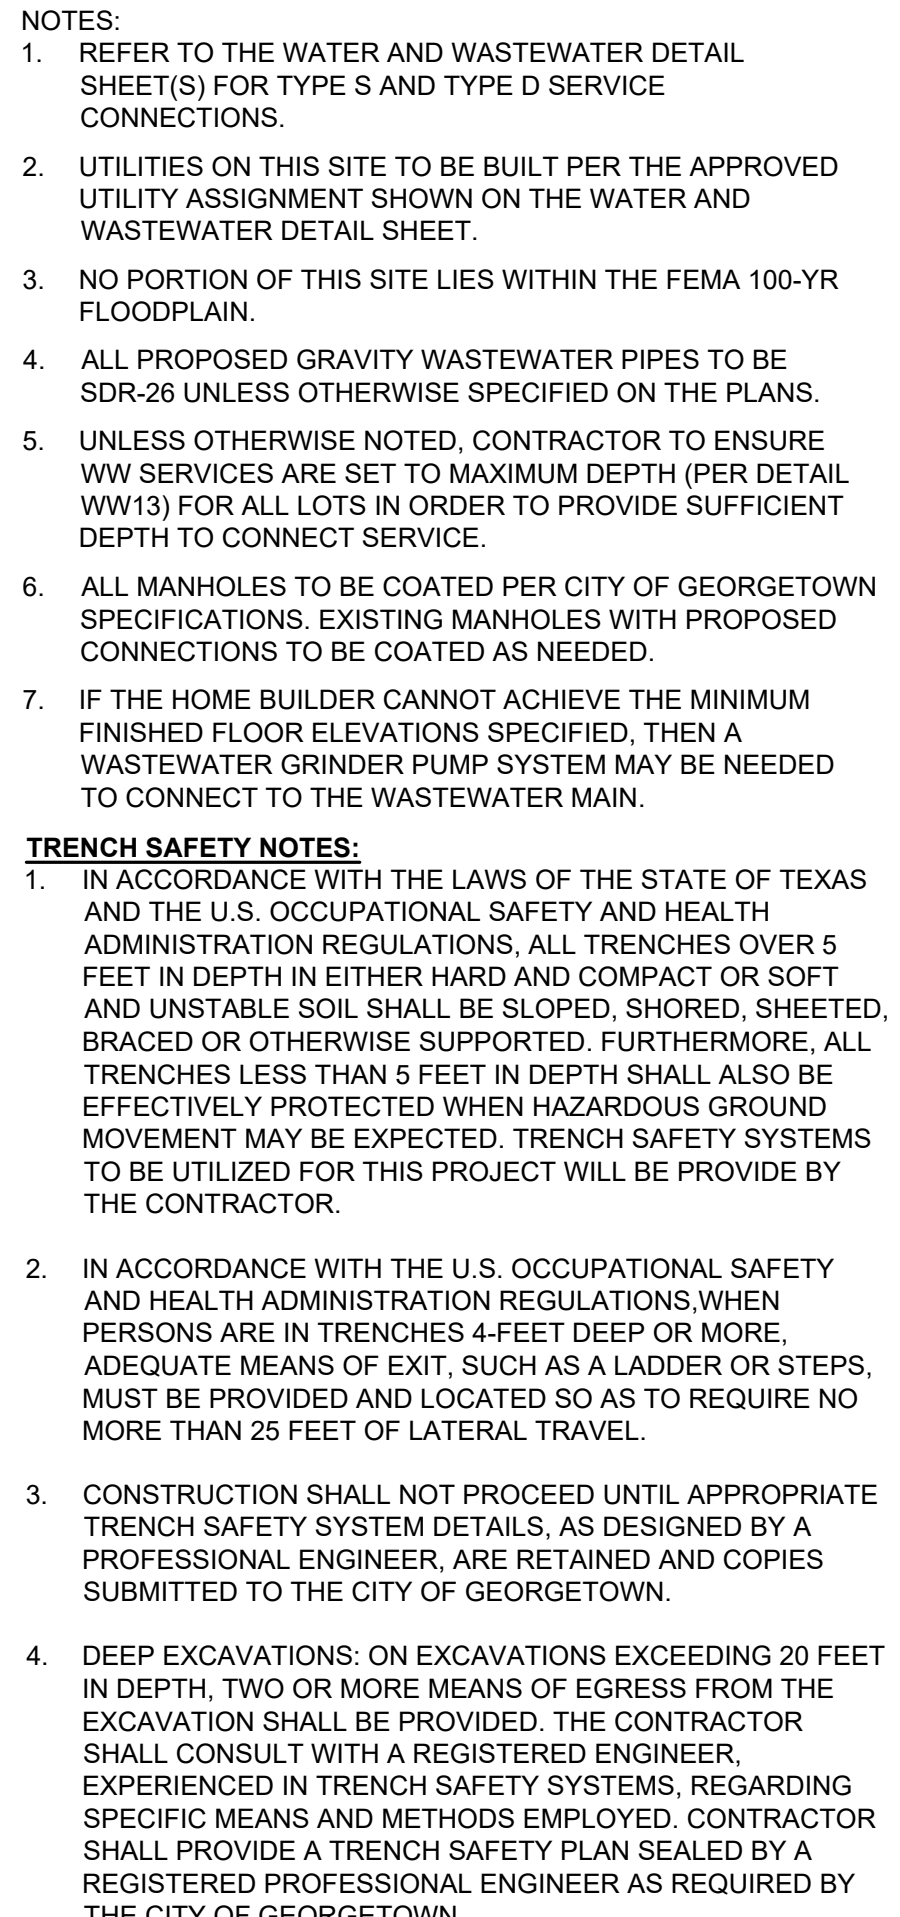 NOTES:
1. REFER TO THE WATER AND WASTEWATER DETAIL
SHEET(S) FOR TYPE S AND TYPE D SERVICE
CONNECTIONS.
2. UTILITIES ON THIS SITE TO BE BUILT PER THE APPROVED
UTILITY ASSIGNMENT SHOWN ON THE WATER AND
WASTEWATER DETAIL SHEET.
3. NO PORTION OF THIS SITE LIES WITHIN THE FEMA 100-YR
FLOODPLAIN.
4. ALL PROPOSED GRAVITY WASTEWATER PIPES TO BE
SDR-26 UNLESS OTHERWISE SPECIFIED ON THE PLANS.
5. UNLESS OTHERWISE NOTED, CONTRACTOR TO ENSURE
WW SERVICES ARE SET TO MAXIMUM DEPTH (PER DETAIL
WW13) FOR ALL LOTS IN ORDER TO PROVIDE SUFFICIENT
DEPTH TO CONNECT SERVICE.
6. ALL MANHOLES TO BE COATED PER CITY OF GEORGETOWN
SPECIFICATIONS. EXISTING MANHOLES WITH PROPOSED
CONNECTIONS TO BE COATED AS NEEDED.
7. IF THE HOME BUILDER CANNOT ACHIEVE THE MINIMUM
FINISHED FLOOR ELEVATIONS SPECIFIED, THEN A
WASTEWATER GRINDER PUMP SYSTEM MAY BE NEEDED
TO CONNECT TO THE WASTEWATER MAIN.
TRENCH SAFETY NOTES:
1. IN ACCORDANCE WITH THE LAWS OF THE STATE OF TEXAS
AND THE U.S. OCCUPATIONAL SAFETY AND HEALTH
ADMINISTRATION REGULATIONS, ALL TRENCHES OVER 5
FEET IN DEPTH IN EITHER HARD AND COMPACT OR SOFT
AND UNSTABLE SOIL SHALL BE SLOPED, SHORED, SHEETED,
BRACED OR OTHERWISE SUPPORTED. FURTHERMORE, ALL
TRENCHES LESS THAN 5 FEET IN DEPTH SHALL ALSO BE
EFFECTIVELY PROTECTED WHEN HAZARDOUS GROUND
MOVEMENT MAY BE EXPECTED. TRENCH SAFETY SYSTEMS
TO BE UTILIZED FOR THIS PROJECT WILL BE PROVIDE BY
THE CONTRACTOR.
2. IN ACCORDANCE WITH THE U.S. OCCUPATIONAL SAFETY
AND HEALTH ADMINISTRATION REGULATIONS,WHEN
PERSONS ARE IN TRENCHES 4-FEET DEEP OR MORE,
ADEQUATE MEANS OF EXIT, SUCH AS A LADDER OR STEPS,
MUST BE PROVIDED AND LOCATED SO AS TO REQUIRE NO
MORE THAN 25 FEET OF LATERAL TRAVEL.
3. CONSTRUCTION SHALL NOT PROCEED UNTIL APPROPRIATE
TRENCH SAFETY SYSTEM DETAILS, AS DESIGNED BY A
PROFESSIONAL ENGINEER, ARE RETAINED AND COPIES
SUBMITTED TO THE CITY OF GEORGETOWN.
4. DEEP EXCAVATIONS: ON EXCAVATIONS EXCEEDING 20 FEET
IN DEPTH, TWO OR MORE MEANS OF EGRESS FROM THE
EXCAVATION SHALL BE PROVIDED. THE CONTRACTOR
SHALL CONSULT WITH A REGISTERED ENGINEER,
EXPERIENCED IN TRENCH SAFETY SYSTEMS, REGARDING
SPECIFIC MEANS AND METHODS EMPLOYED. CONTRACTOR
SHALL PROVIDE A TRENCH SAFETY PLAN SEALED BY A
REGISTERED PROFESSIONAL ENGINEER AS REQUIRED BY
THE CITY OF GEORGETOWN